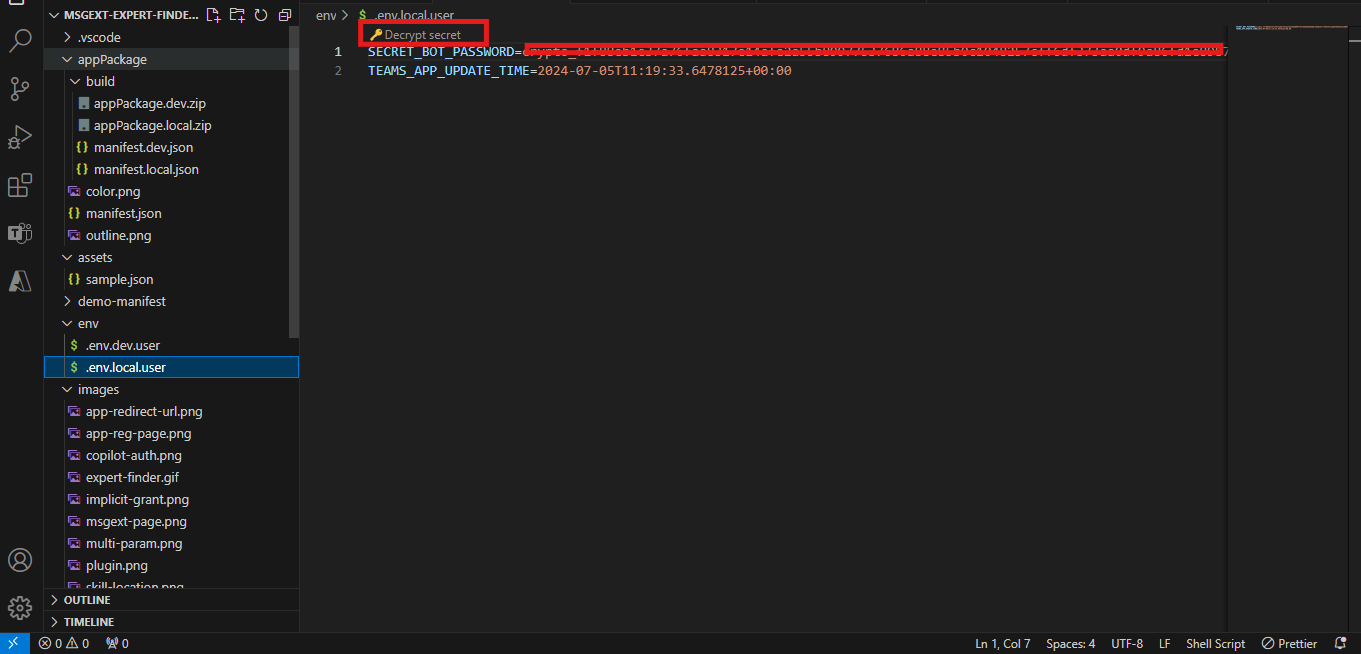 MSGEXT-EXPERT-FINDE...
.vscode
appPackage
build
appPackage.dev.zip
appPackage.local.zip
manifest.dev.json
manifest.local.json
color.png
manifest.json
outline.png
assets
sample.json
demo-manifest
env
.env.dev.user
.env.local.user
images
app-redirect-url.png
app-reg-page.png
copilot-auth.png
expert-finder.gif
implicit-grant.png
msgext-page.png
multi-param.png
plugin.png
skill-location.png
OUTLINE
TIMELINE
env > $ .env.local.user
Decrypt secret
1 SECRET_BOT_PASSWORD=
2 TEAMS_APP_UPDATE_TIME=2024-07-05T11:19:33.6478125+00:00
0 0 0
Ln 1, Col 7 Spaces: 4 UTF-8 LF Shell Script Prettier